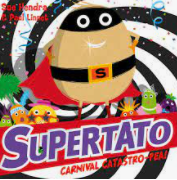 Sue Hendra
& Paul Linnet
S
SUPERTATO
CARNIVAL CATASTRO-PEA!